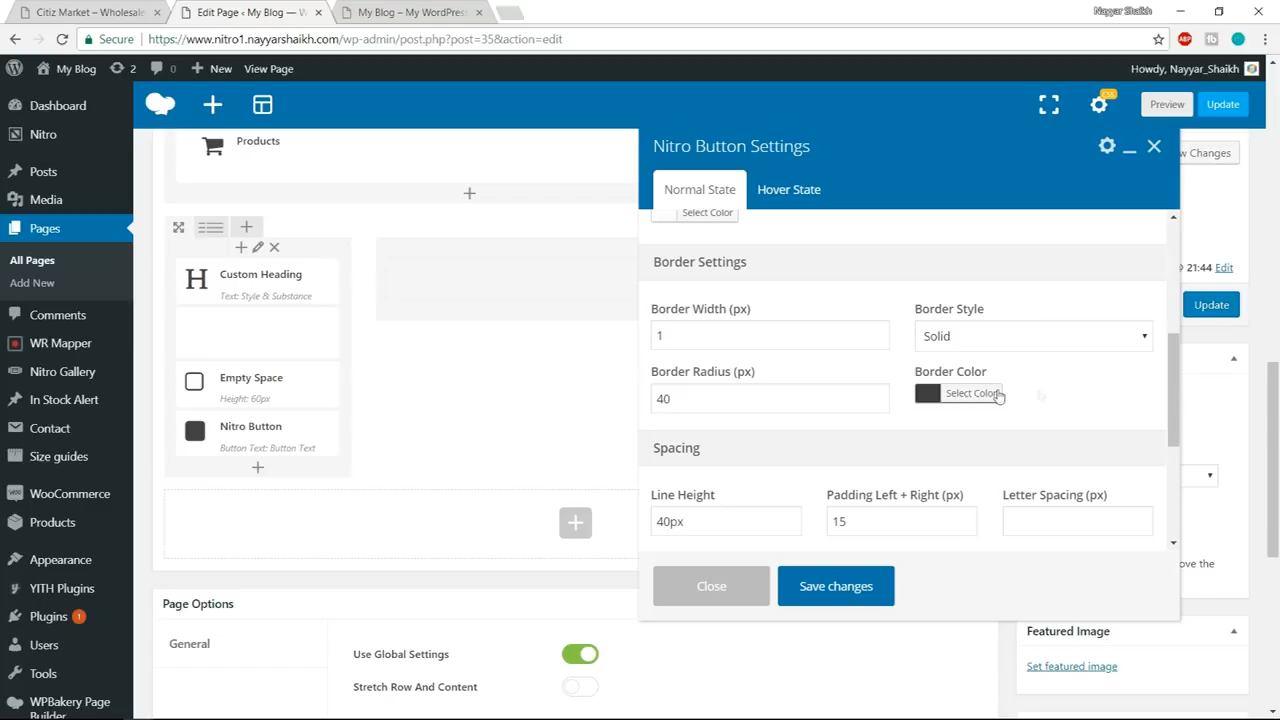 Citiz Market – Wholesale
Edit Page ‹ My Blog —
My Blog – My WordPres
Nayyar Shaikh
Secure
https://www.nitro1.nayyarshaikh.com/wp-admin/post.php?post=35&action=edit
My Blog
2
0
New
View Page
Howdy, Nayyar_Shaikh
Dashboard
Nitro
Posts
Media
Pages
All Pages
Add New
Comments
WR Mapper
Nitro Gallery
In Stock Alert
Contact
Size guides
WooCommerce
Products
Appearance
YITH Plugins
Plugins 1
Users
Tools
WPBakery Page
Builder
CSS
Preview
Update
Products
H
Custom Heading
Text: Style & Substance
Empty Space
Height: 60px
Nitro Button
Button Text: Button Text
Page Options
General
Use Global Settings
Stretch Row And Content
Nitro Button Settings
Normal State
Hover State
Select Color
Border Settings
Border Width (px)
Border Style
1
Solid
Border Radius (px)
Border Color
40
Select Color
Spacing
Line Height
Padding Left + Right (px)
Letter Spacing (px)
40px
15
Close
Save changes
w Changes
21:44 Edit
Update
ove the
Featured Image
Set featured image